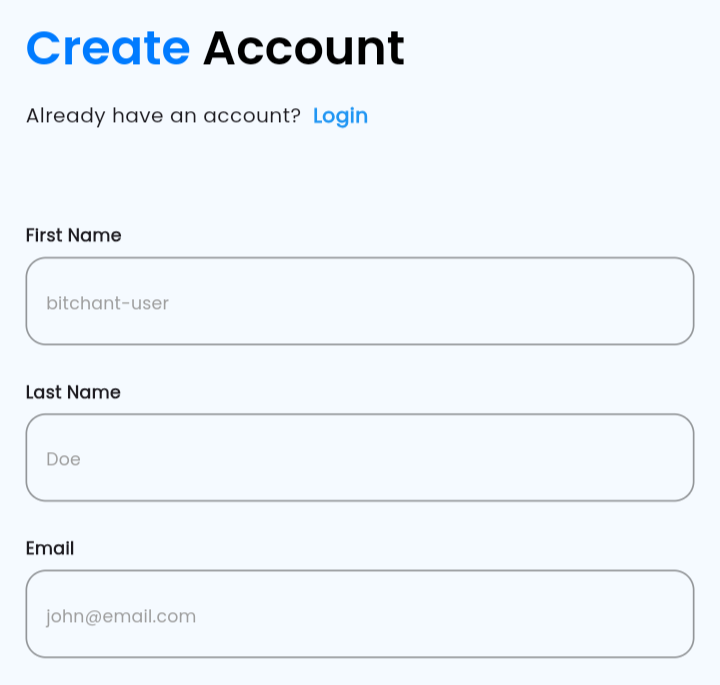 Create Account
Already have an account? Login
First Name
bitchant-user
Last Name
Doe
Email
john@email.com